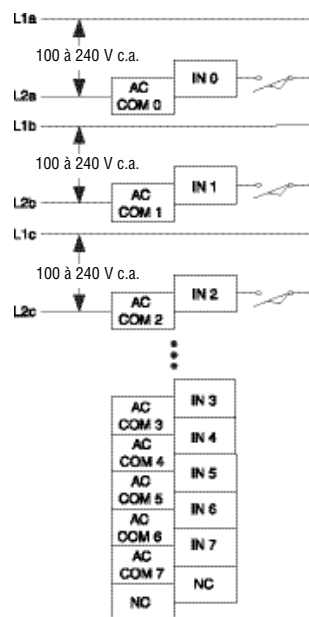 L1a
100 à 240 V c.a.
IN 0
L2a
AC
COM 0
L1b
100 à 240 V c.a.
IN 1
L2b
AC
COM 1
L1c
100 à 240 V c.a.
IN 2
L2c
AC
COM 2
IN 3
AC
COM 3
IN 4
AC
COM 4
IN 5
AC
COM 5
IN 6
AC
COM 6
IN 7
AC
COM 7
NC
NC